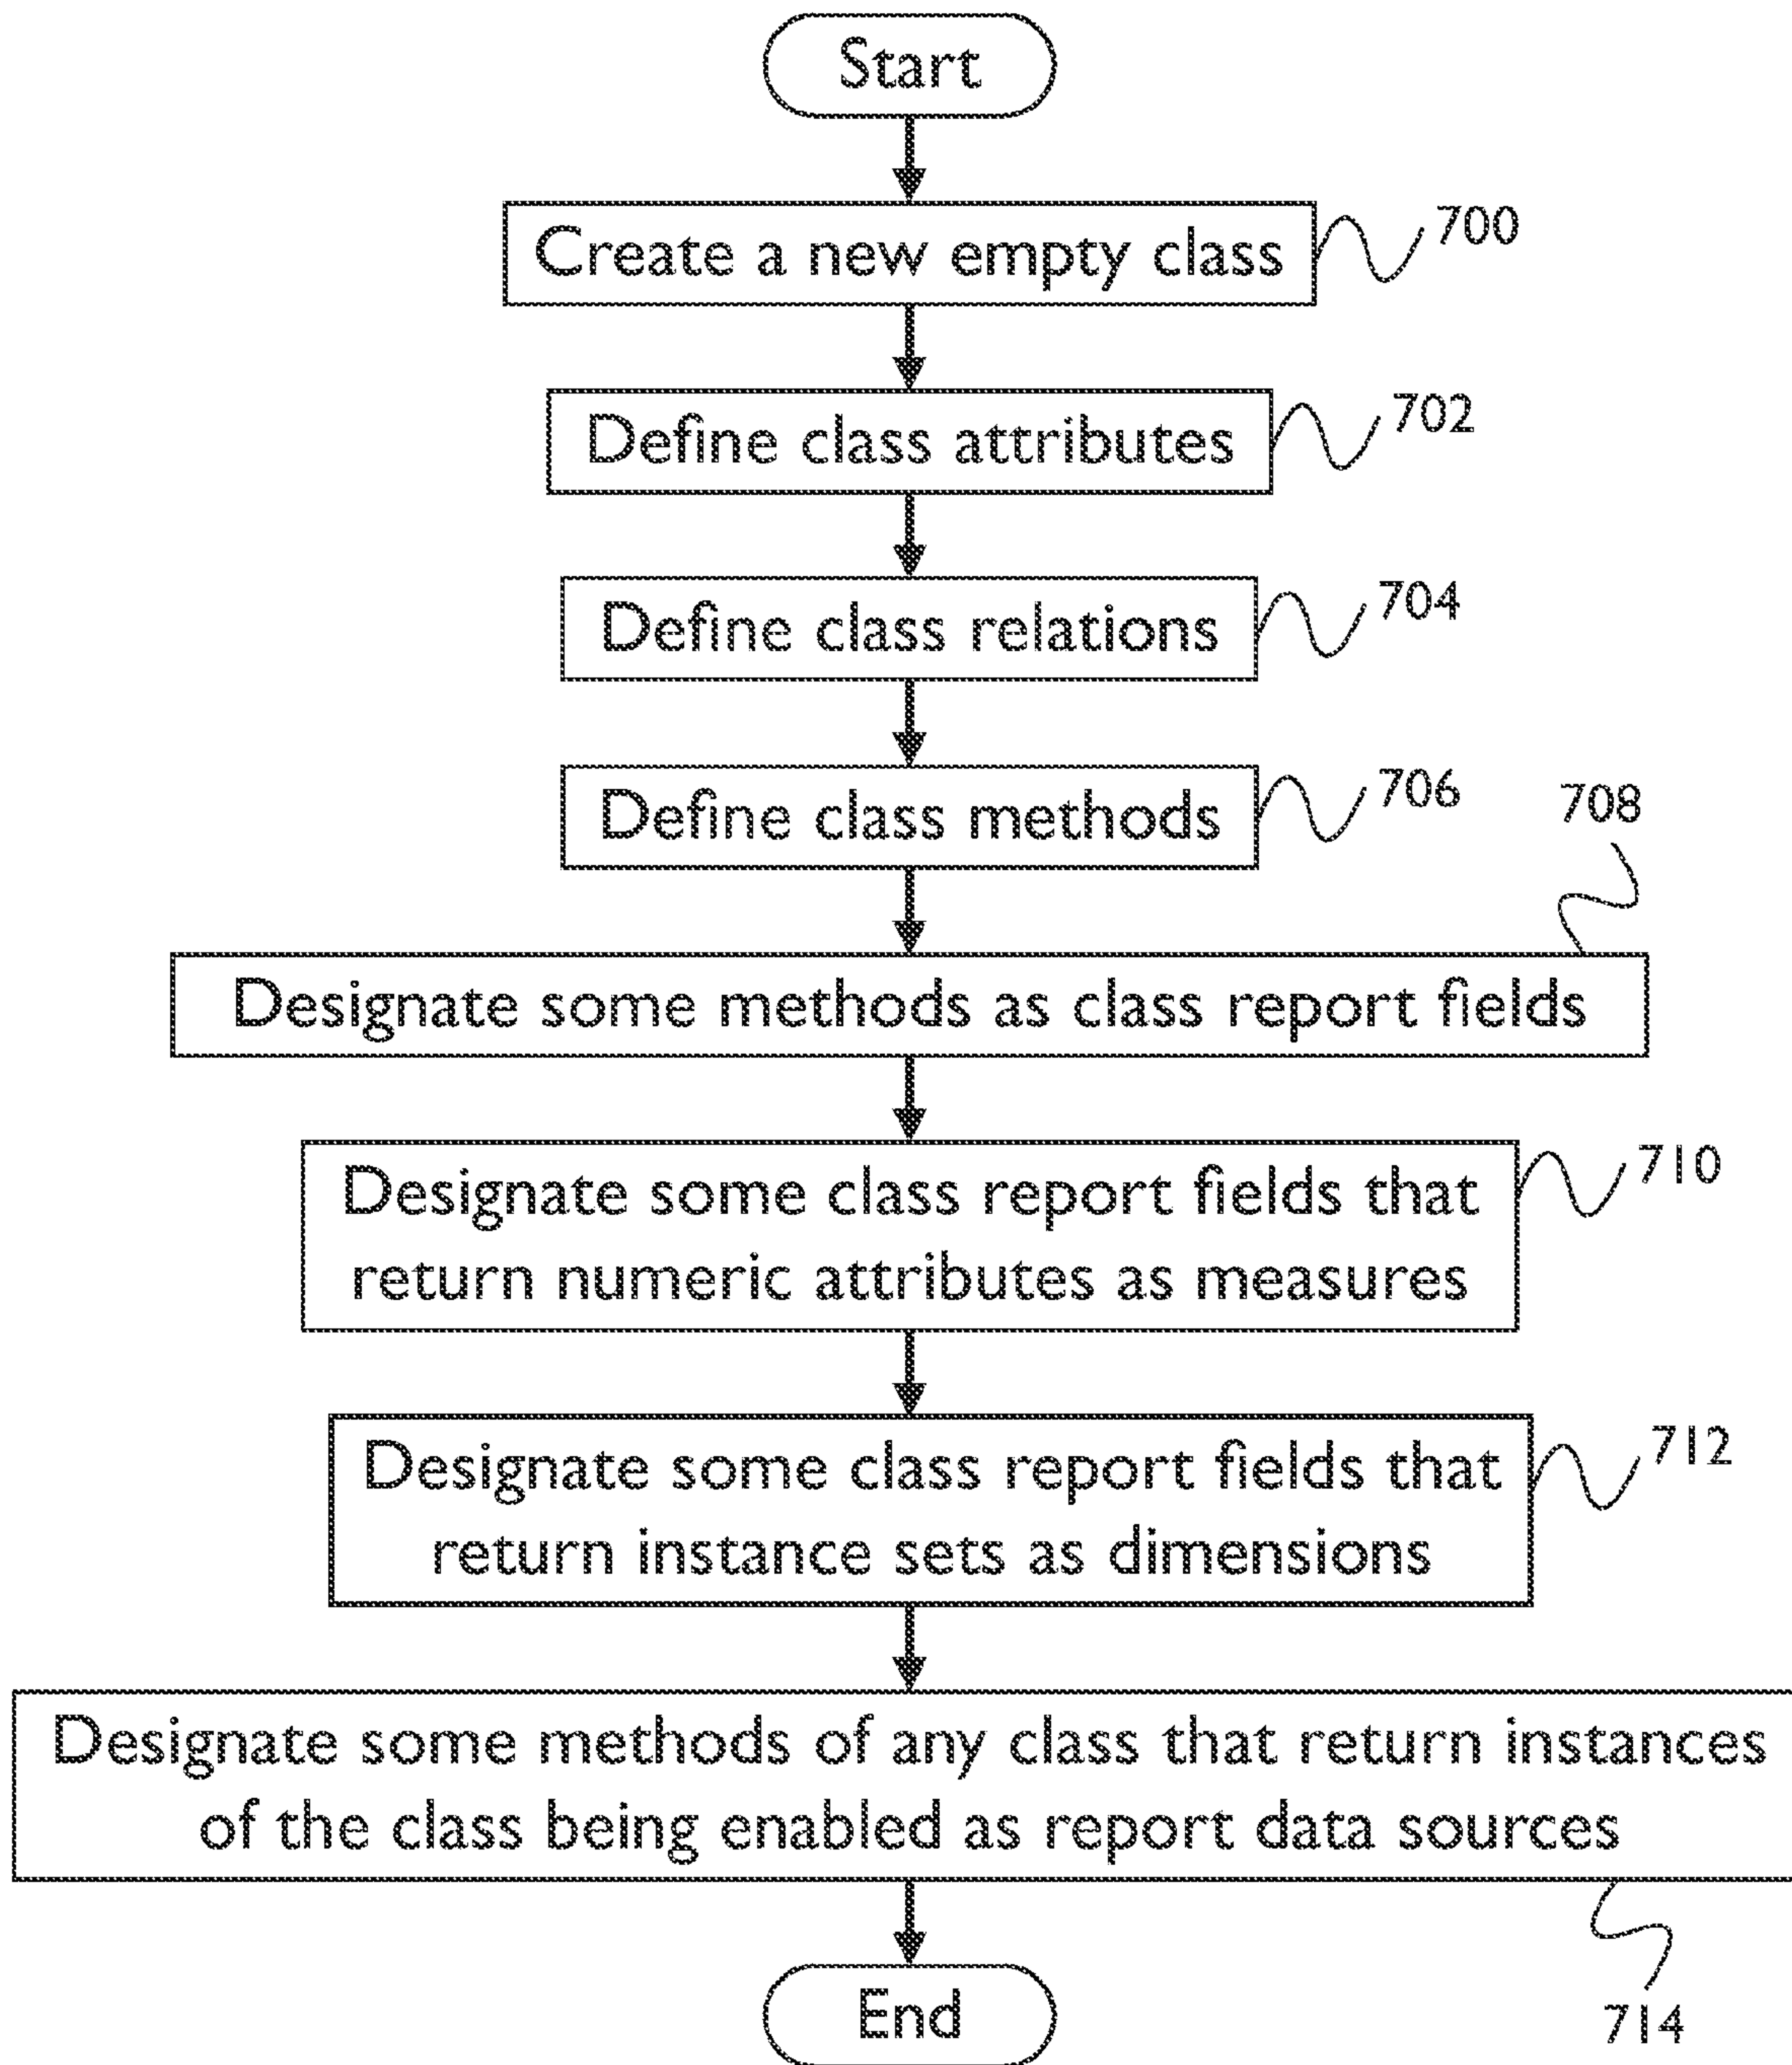 Start
Create a new empty class
700
Define class attributes
702
Define class relations
704
Define class methods
706
708
Designate some methods as class report fields
Designate some class report fields that
return numeric attributes as measures
710
Designate some class report fields that
return instance sets as dimensions
712
Designate some methods of any class that return instances
of the class being enabled as report data sources
End
714